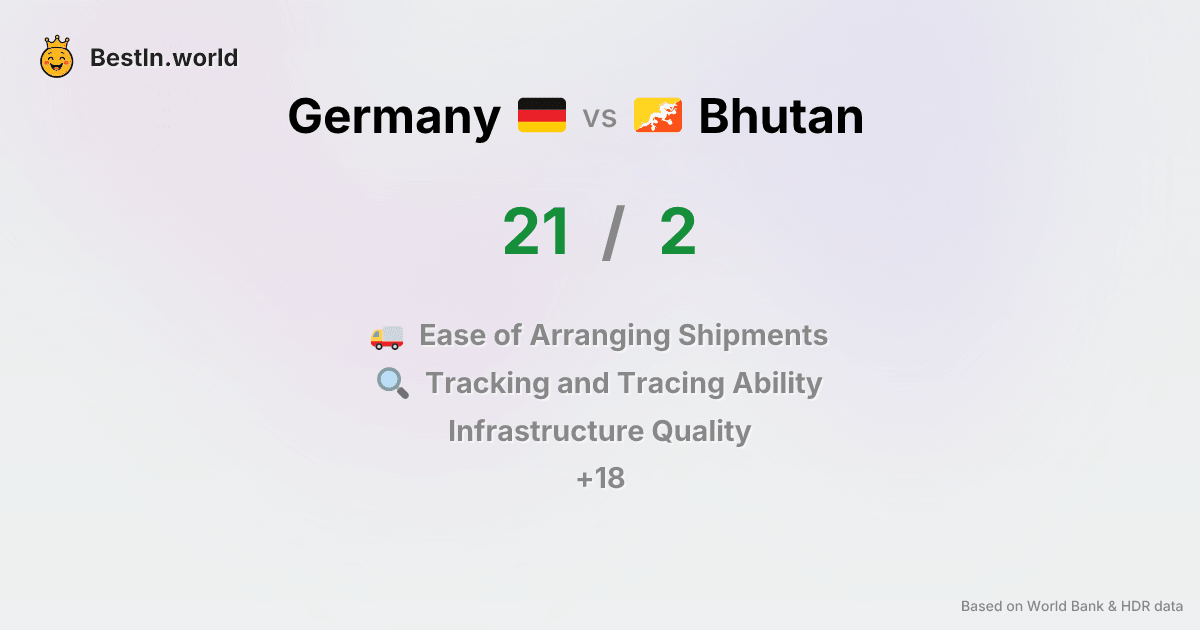 BestIn.world
Germany vs Bhutan
21 / 2
Ease of Arranging Shipments
Tracking and Tracing Ability
Infrastructure Quality
+18
Based on World Bank & HDR data